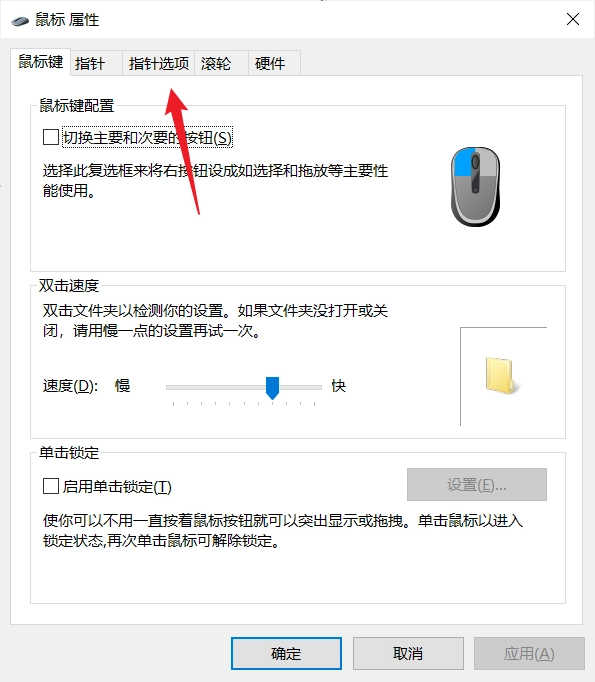 鼠标 属性
鼠标键 指针 指针选项 滚轮 硬件
鼠标键配置
切换主要和次要的按钮(S)
选择此复选框来将右按钮设成如选择和拖放等主要性
能使用。
双击速度
双击文件夹以检测你的设置。如果文件夹没打开或关
闭，请用慢一点的设置再试一次。
速度(D): 慢 快
单击锁定
启用单击锁定(T)
设置(E)...
使你可以不用一直按着鼠标按钮就可以突出显示或拖拽。单击鼠标以进入
锁定状态,再次单击鼠标可解除锁定。
确定 取消 应用(A)